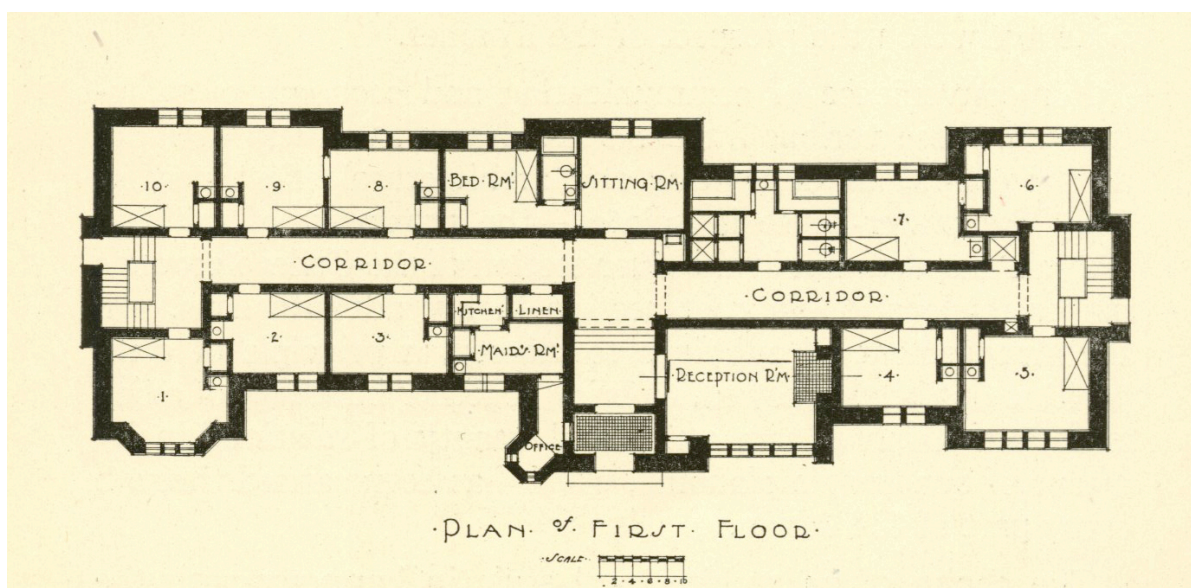 10
9
8
BED RM.
SITTING RM.
7
6
CORRIDOR
CORRIDOR
KITCHEN
LINEN
2
3
MAID'S RM.
1
OFFICE
RECEPTION R'M
4
5
·PLAN of FIRST FLOOR·
·SCALE·
2 · 4 · 6 · 8 · 10